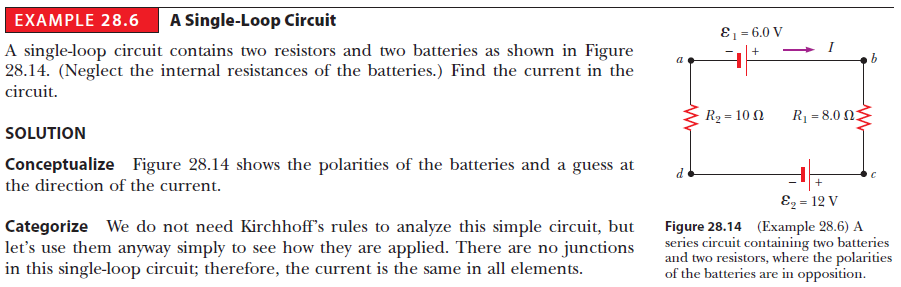 EXAMPLE 28.6 A Single-Loop Circuit
A single-loop circuit contains two resistors and two batteries as shown in Figure
28.14. (Neglect the internal resistances of the batteries.) Find the current in the
circuit.
SOLUTION
Conceptualize Figure 28.14 shows the polarities of the batteries and a guess at
the direction of the current.
Categorize We do not need Kirchhoff's rules to analyze this simple circuit, but
let's use them anyway simply to see how they are applied. There are no junctions
in this single-loop circuit; therefore, the current is the same in all elements.
ℰ₁ = 6.0 V
− + I
a b
R₂ = 10 Ω R₁ = 8.0 Ω
d c
− +
ℰ₂ = 12 V
Figure 28.14 (Example 28.6) A
series circuit containing two batteries
and two resistors, where the polarities
of the batteries are in opposition.